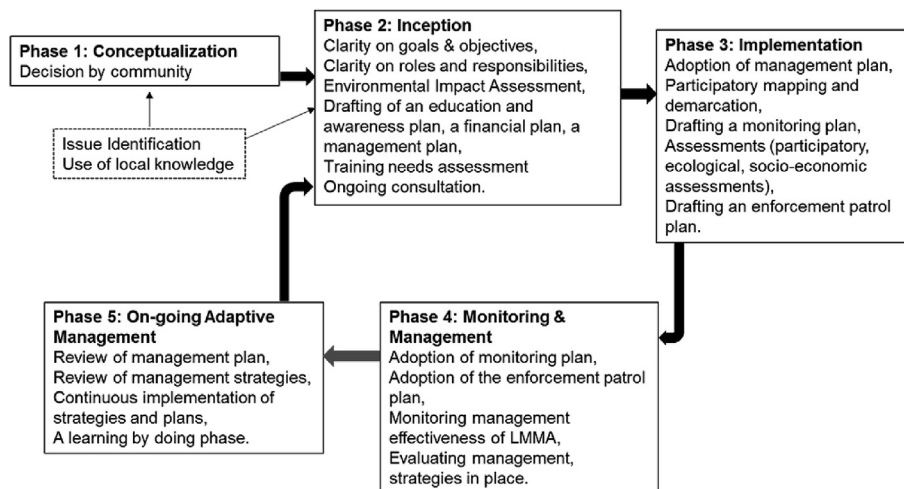 Phase 1: Conceptualization
Decision by community
Issue Identification
Use of local knowledge
Phase 2: Inception
Clarity on goals & objectives,
Clarity on roles and responsibilities,
Environmental Impact Assessment,
Drafting of an education and
awareness plan, a financial plan, a
management plan,
Training needs assessment
Ongoing consultation.
Phase 3: Implementation
Adoption of management plan,
Participatory mapping and
demarcation,
Drafting a monitoring plan,
Assessments (participatory,
ecological, socio-economic
assessments),
Drafting an enforcement patrol
plan.
Phase 4: Monitoring &
Management
Adoption of monitoring plan,
Adoption of the enforcement patrol
plan,
Monitoring management
effectiveness of LMMA,
Evaluating management,
strategies in place.
Phase 5: On-going Adaptive
Management
Review of management plan,
Review of management strategies,
Continuous implementation of
strategies and plans,
A learning by doing phase.